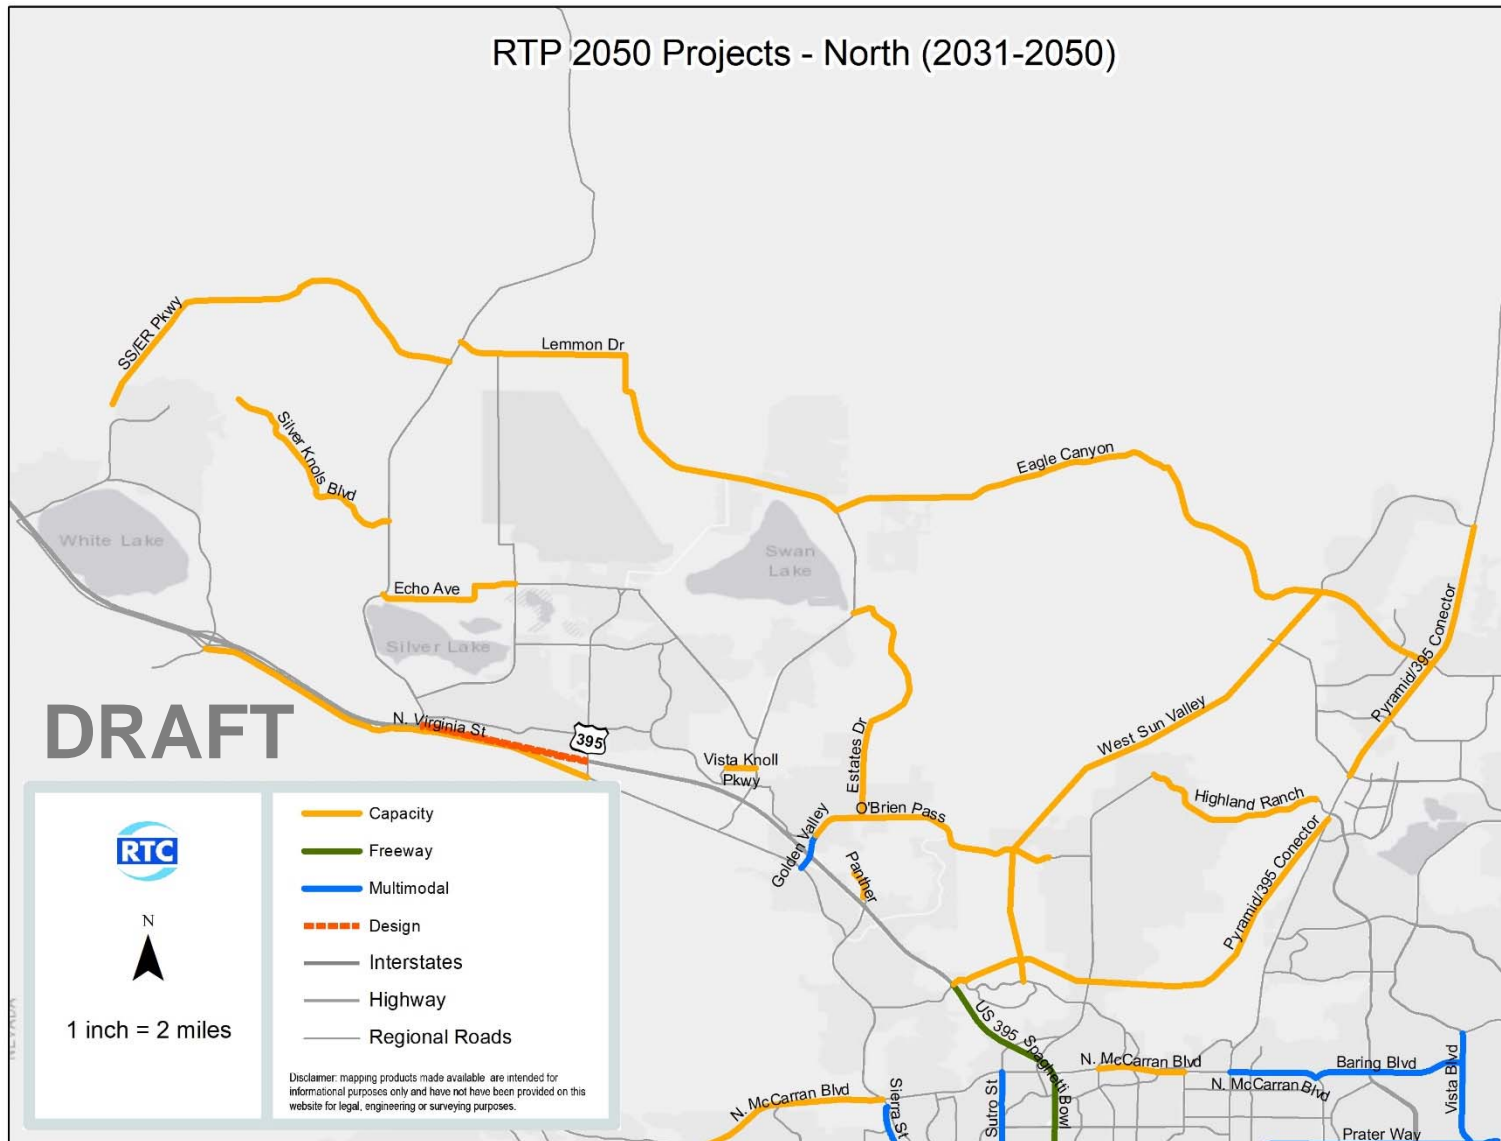 RTP 2050 Projects - North (2031-2050)
SS/ER Pkwy
Lemmon Dr
Silver Knols Blvd
Eagle Canyon
White Lake
Swan
Lake
Echo Ave
Silver Lake
Pyramid/395 Conector
DRAFT
N. Virginia St
395
West Sun Valley
Estates Dr
Vista Knoll
Pkwy
Highland Ranch
O'Brien Pass
Golden Valley
Panther
Pyramid/395 Conector
RTC
N
1 inch = 2 miles
Capacity
Freeway
Multimodal
Design
Interstates
Highway
Regional Roads
Disclaimer: mapping products made available are intended for
informational purposes only and have not have been provided on this
website for legal, engineering or surveying purposes.
NEVADA
US 395
Spaghetti Bowl
N. McCarran Blvd
Baring Blvd
N. McCarran Blvd
Vista Blvd
N. McCarran Blvd
Sierra St
Sutro St
Prater Way